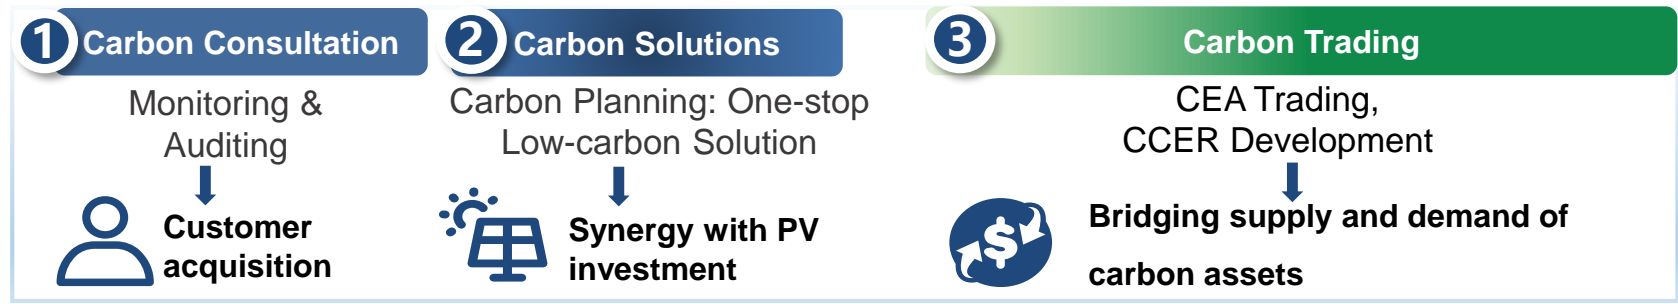 1 Carbon Consultation
Monitoring &
Auditing
Customer
acquisition
2 Carbon Solutions
Carbon Planning: One-stop
Low-carbon Solution
Synergy with PV
investment
3 Carbon Trading
CEA Trading,
CCER Development
$
Bridging supply and demand of
carbon assets